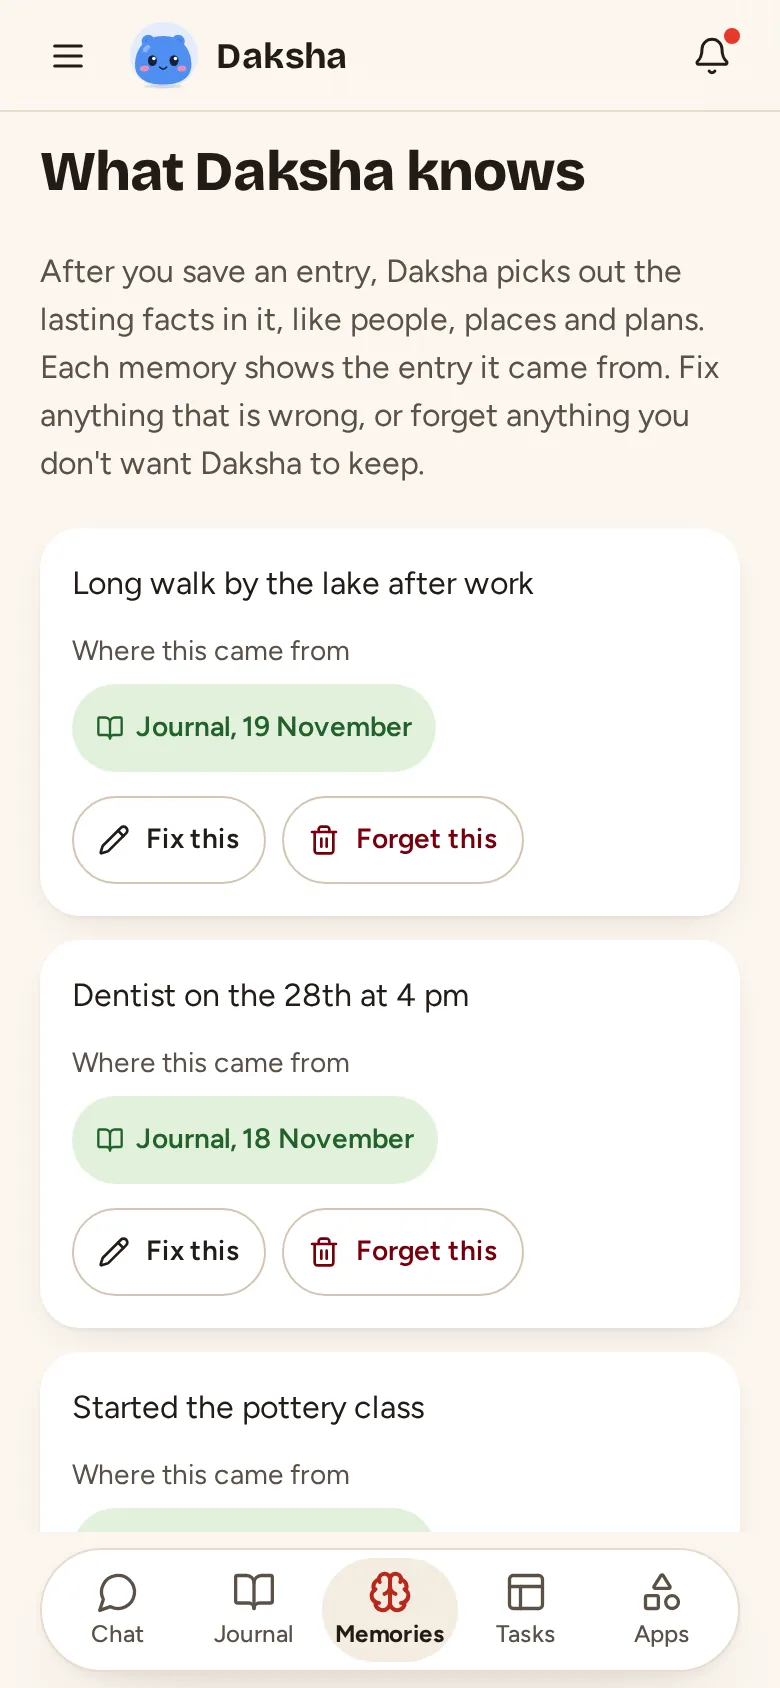 Daksha
What Daksha knows
After you save an entry, Daksha picks out the
lasting facts in it, like people, places and plans.
Each memory shows the entry it came from. Fix
anything that is wrong, or forget anything you
don't want Daksha to keep.
Long walk by the lake after work
Where this came from
Journal, 19 November
Fix this
Forget this
Dentist on the 28th at 4 pm
Where this came from
Journal, 18 November
Fix this
Forget this
Started the pottery class
Where this came from
Chat
Journal
Memories
Tasks
Apps